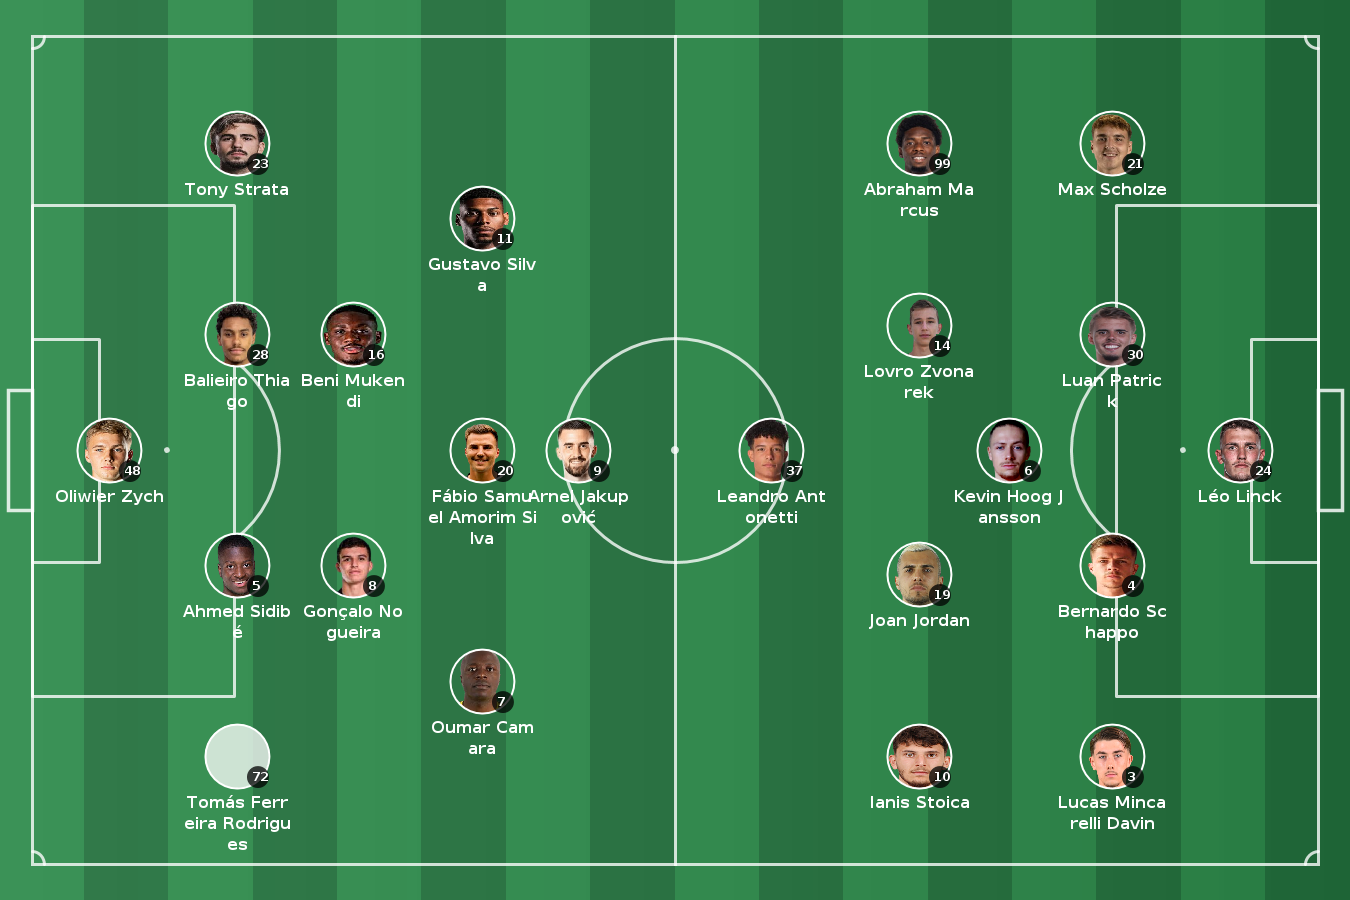 23
Tony Strata
99
Abraham Ma
rcus
21
Max Scholze
11
Gustavo Silv
a
28
Balieiro Thia
go
16
Beni Muken
di
14
Lovro Zvona
rek
30
Luan Patric
k
48
Oliwier Zych
20
Fábio Samu
el Amorim Si
lva
9
Arnel Jakup
ović
37
Leandro Ant
onetti
6
Kevin Hoog J
ansson
24
Léo Linck
5
Ahmed Sidib
é
8
Gonçalo No
gueira
19
Joan Jordan
4
Bernardo Sc
happo
7
Oumar Cam
ara
72
Tomás Ferr
eira Rodrigu
es
10
Ianis Stoica
3
Lucas Minca
relli Davin